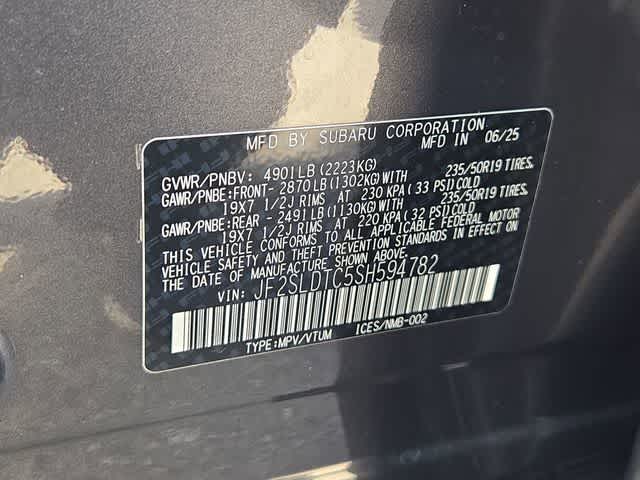 MFD BY SUBARU CORPORATION
MFD IN 06/25
GVWR/PNBV: 4901LB(2223KG)
GAWR/PNBE:FRONT- 2870LB(1302KG)WITH 235/50R19 TIRES,
19X7 1/2J RIMS AT 230 KPA(33 PSI)COLD
GAWR/PNBE:REAR - 2491LB(1130KG)WITH 235/50R19 TIRES,
19X7 1/2J RIMS AT 220 KPA(32 PSI)COLD
THIS VEHICLE CONFORMS TO ALL APPLICABLE FEDERAL MOTOR
VEHICLE SAFETY AND THEFT PREVENTION STANDARDS IN EFFECT ON
THE DATE OF MANUFACTURE SHOWN ABOVE.
VIN: JF2SLDTC5SH594782
TYPE:MPV/VTUM ICES/NMB-002